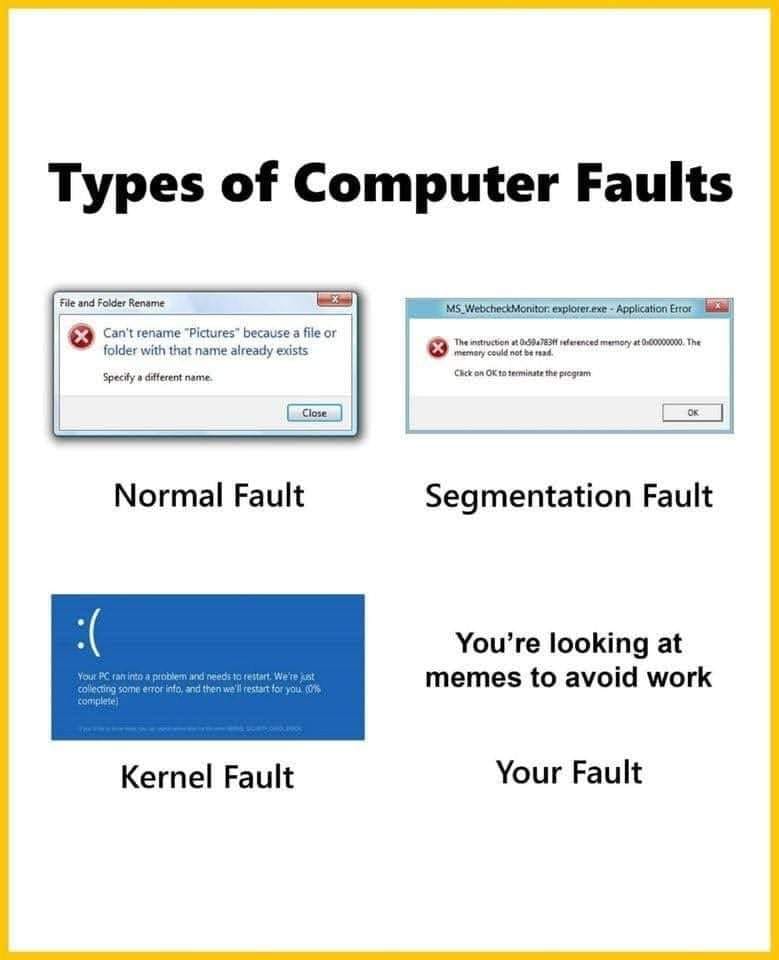 Types of Computer Faults
File and Folder Rename
Can't rename "Pictures" because a file or
folder with that name already exists
Specify a different name.
Close
Normal Fault
MS_WebcheckMonitor: explorer.exe - Application Error
The instruction at 0x59a783ff referenced memory at 0x00000000. The
memory could not be read.
Click on OK to terminate the program
OK
Segmentation Fault
:(
Your PC ran into a problem and needs to restart. We're just
collecting some error info, and then we'll restart for you. (0%
complete)
Kernel Fault
You're looking at
memes to avoid work
Your Fault